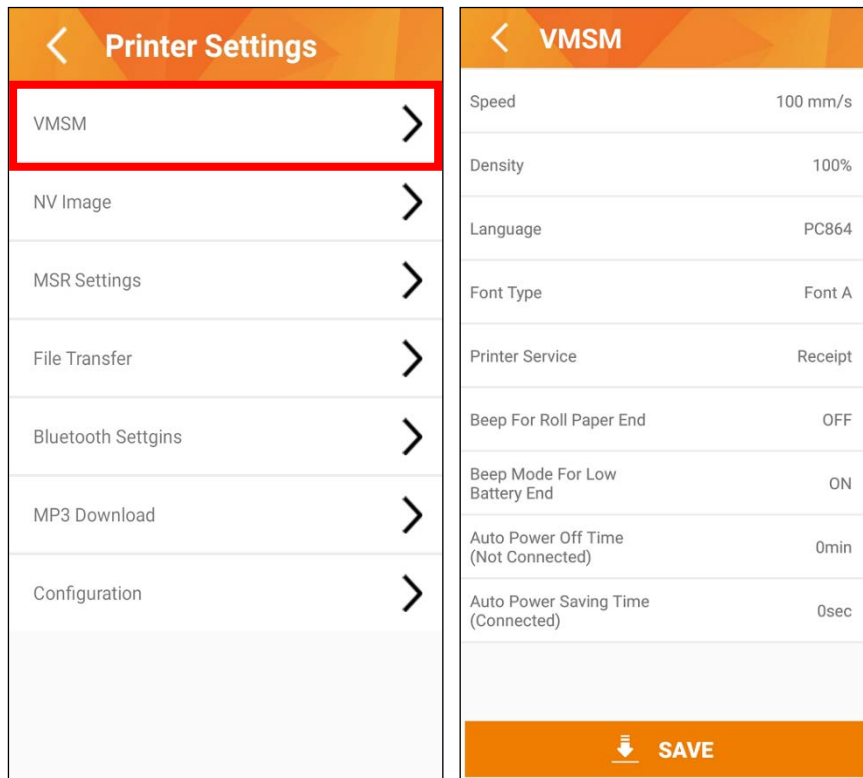 Printer Settings
VMSM
NV Image
MSR Settings
File Transfer
Bluetooth Settgins
MP3 Download
Configuration
VMSM
Speed 100 mm/s
Density 100%
Language PC864
Font Type Font A
Printer Service Receipt
Beep For Roll Paper End OFF
Beep Mode For Low
Battery End ON
Auto Power Off Time
(Not Connected) 0min
Auto Power Saving Time
(Connected) 0sec
SAVE